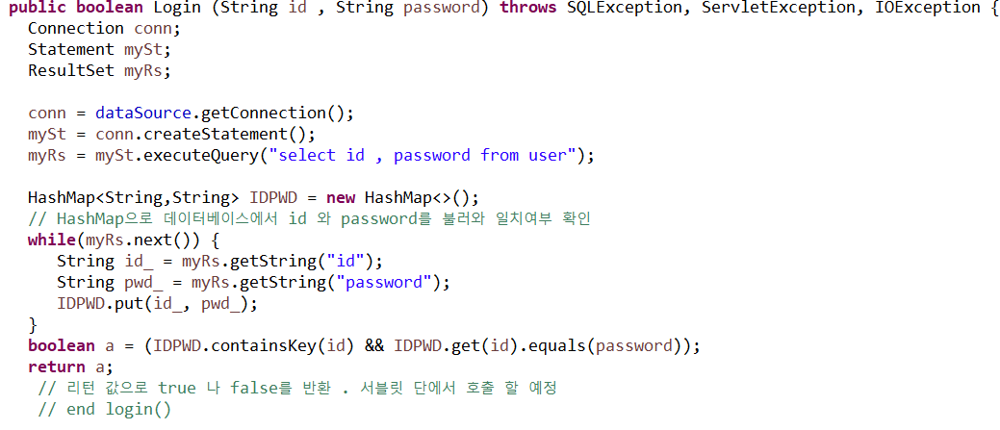 public boolean Login (String id , String password) throws SQLException, ServletException, IOException {
Connection conn;
Statement mySt;
ResultSet myRs;
conn = dataSource.getConnection();
mySt = conn.createStatement();
myRs = mySt.executeQuery("select id , password from user");
HashMap<String,String> IDPWD = new HashMap<>();
// HashMap으로 데이터베이스에서 id 와 password를 불러와 일치여부 확인
while(myRs.next()) {
String id_ = myRs.getString("id");
String pwd_ = myRs.getString("password");
IDPWD.put(id_, pwd_);
}
boolean a = (IDPWD.containsKey(id) && IDPWD.get(id).equals(password));
return a;
// 리턴 값으로 true 나 false를 반환 . 서블릿 단에서 호출 할 예정
// end login()